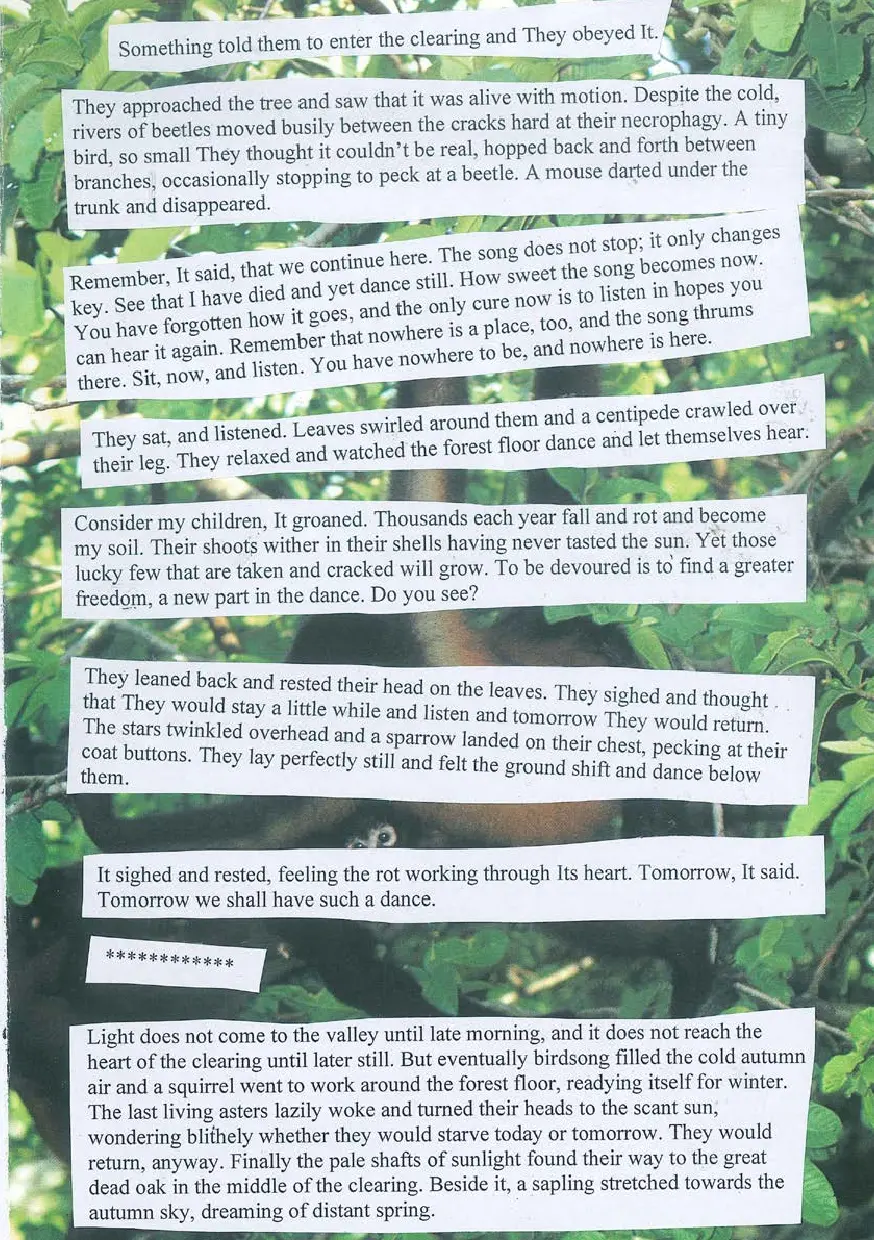 Something told them to enter the clearing and They obeyed It.
They approached the tree and saw that it was alive with motion. Despite the cold,
rivers of beetles moved busily between the cracks hard at their necrophagy. A tiny
bird, so small They thought it couldn't be real, hopped back and forth between
branches, occasionally stopping to peck at a beetle. A mouse darted under the
trunk and disappeared.
Remember, It said, that we continue here. The song does not stop; it only changes
key. See that I have died and yet dance still. How sweet the song becomes now.
You have forgotten how it goes, and the only cure now is to listen in hopes you
can hear it again. Remember that nowhere is a place, too, and the song thrums
there. Sit, now, and listen. You have nowhere to be, and nowhere is here.
They sat, and listened. Leaves swirled around them and a centipede crawled over
their leg. They relaxed and watched the forest floor dance and let themselves hear.
Consider my children, It groaned. Thousands each year fall and rot and become
my soil. Their shoots wither in their shells having never tasted the sun. Yet those
lucky few that are taken and cracked will grow. To be devoured is to find a greater
freedom, a new part in the dance. Do you see?
They leaned back and rested their head on the leaves. They sighed and thought
that They would stay a little while and listen and tomorrow They would return.
The stars twinkled overhead and a sparrow landed on their chest, pecking at their
coat buttons. They lay perfectly still and felt the ground shift and dance below
them.
It sighed and rested, feeling the rot working through Its heart. Tomorrow, It said.
Tomorrow we shall have such a dance.
************
Light does not come to the valley until late morning, and it does not reach the
heart of the clearing until later still. But eventually birdsong filled the cold autumn
air and a squirrel went to work around the forest floor, readying itself for winter.
The last living asters lazily woke and turned their heads to the scant sun,
wondering blithely whether they would starve today or tomorrow. They would
return, anyway. Finally the pale shafts of sunlight found their way to the great
dead oak in the middle of the clearing. Beside it, a sapling stretched towards the
autumn sky, dreaming of distant spring.